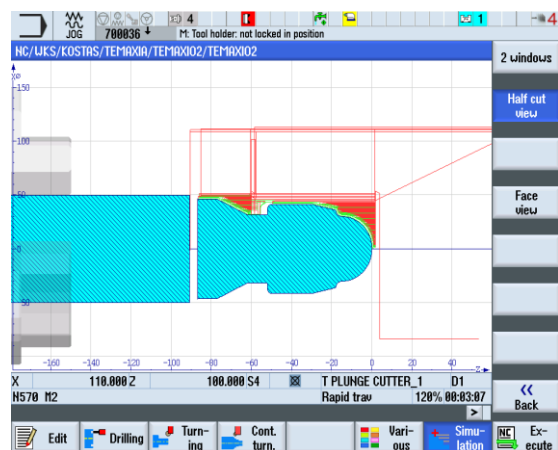 4 1 4
JOG 700036 M: Tool holder: not locked in position
NC/WKS/KOSTAS/TEMAXIA/TEMAXIO2/TEMAXIO2
2 windows
Half cut
view
Face
view
150
100
50
0
50
-160 -140 -120 -100 -80 -60 -40 -20 0 20 40
X 110.000 Z 100.000 S4 T PLUNGE CUTTER_1 D1
N570 M2 Rapid trav 120% 00:03:07
>
«
Back
Edit
Drilling
Turn-
ing
Cont.
turn.
Vari-
ous
Simu-
lation
NC Ex-
ecute